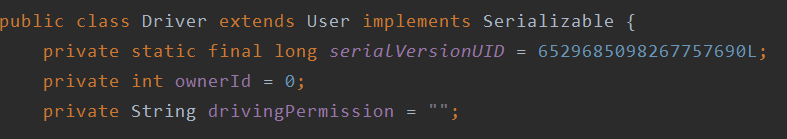 public class Driver extends User implements Serializable {
private static final long serialVersionUID = 6529685098267757690L;
private int ownerId = 0;
private String drivingPermission = "";